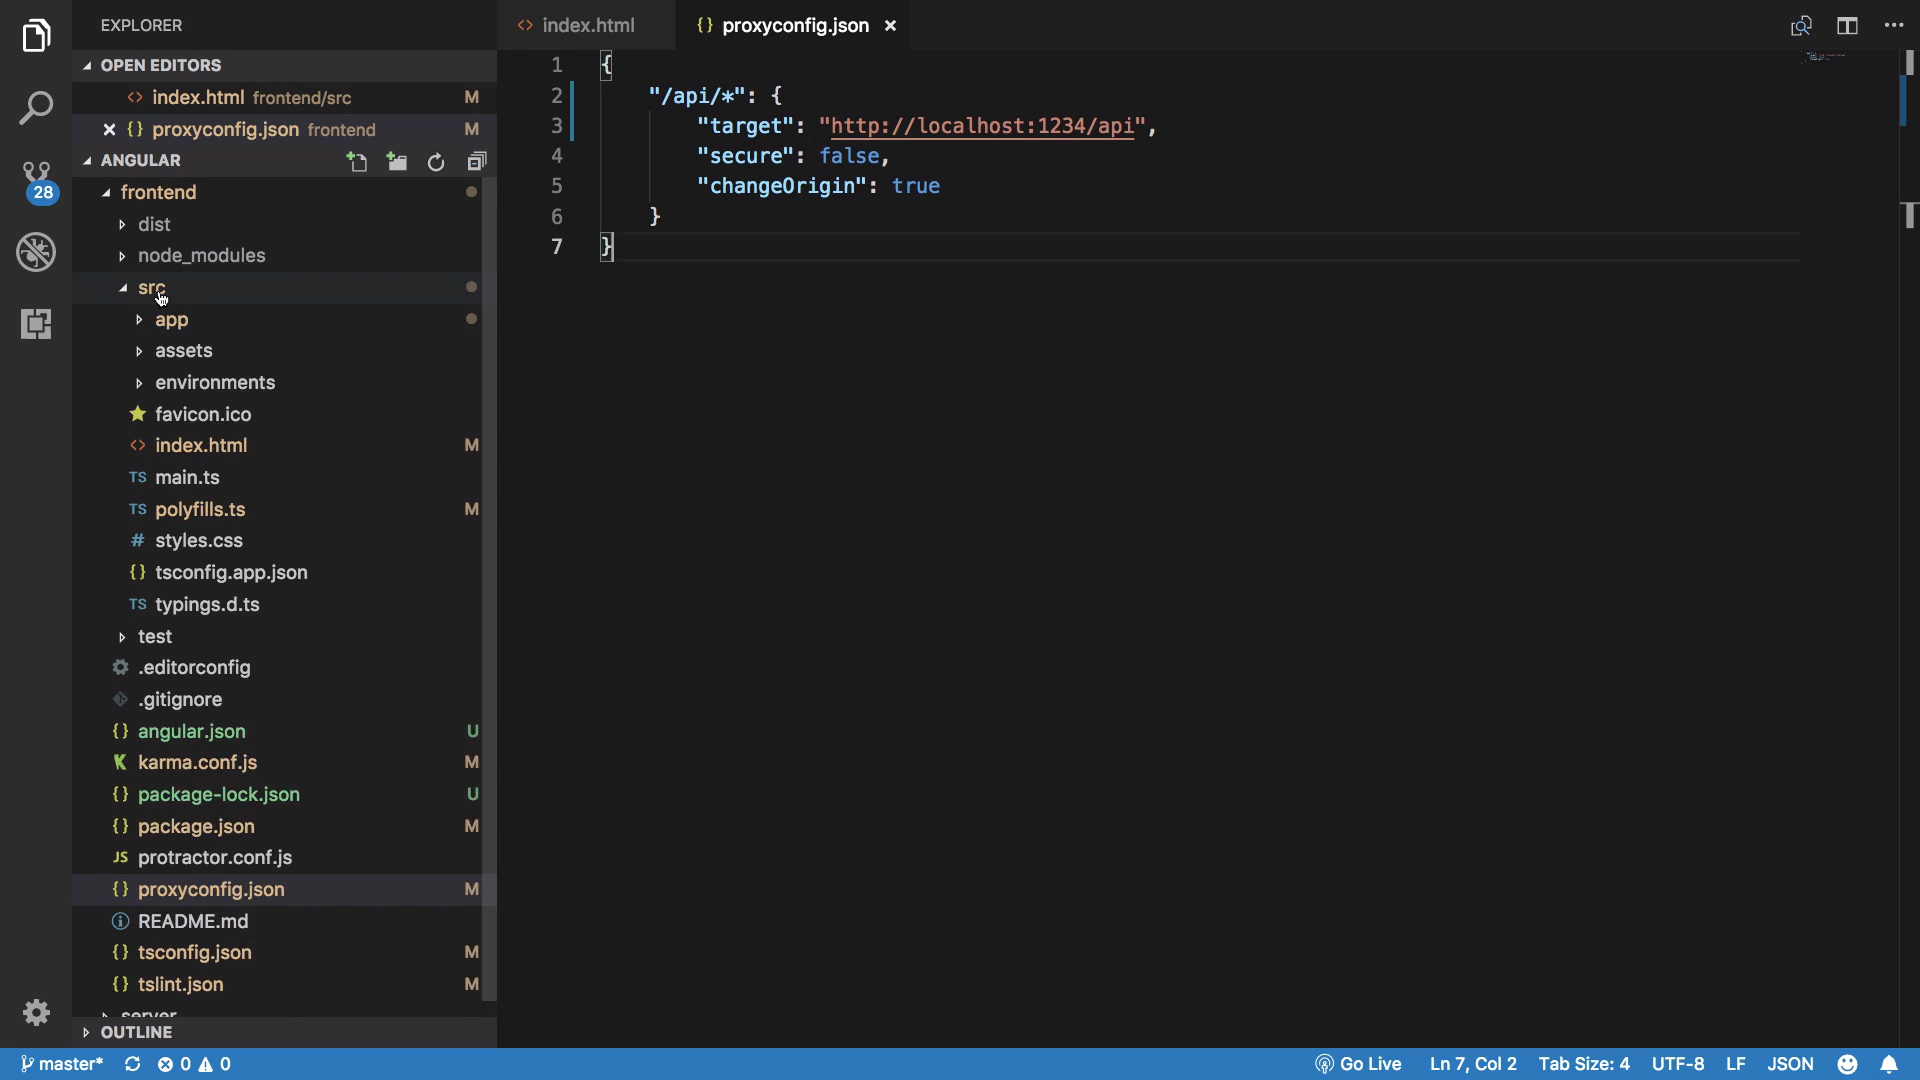 EXPLORER
OPEN EDITORS
index.html frontend/src M
proxyconfig.json frontend M
ANGULAR
frontend
dist
node_modules
src
app
assets
environments
favicon.ico
index.html M
TS main.ts
TS polyfills.ts M
# styles.css
{} tsconfig.app.json
TS typings.d.ts
test
.editorconfig
.gitignore
{} angular.json U
karma.conf.js M
{} package-lock.json U
{} package.json M
JS protractor.conf.js
{} proxyconfig.json M
README.md
{} tsconfig.json M
{} tslint.json M
server
OUTLINE
28
<> index.html
{} proxyconfig.json
1 {
2 "/api/*": {
3 "target": "http://localhost:1234/api",
4 "secure": false,
5 "changeOrigin": true
6 }
7 }
master* 0 0 Go Live Ln 7, Col 2 Tab Size: 4 UTF-8 LF JSON